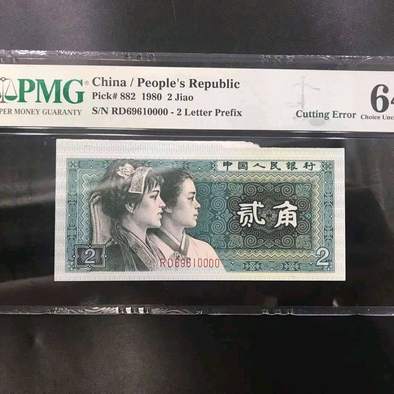 PMG
PAPER MONEY GUARANTY
China / People's Republic
Pick# 882 1980 2 Jiao
S/N RD69610000 - 2 Letter Prefix
Cutting Error
64
Choice Unc
中国人民银行
贰角
RD69610000
2
2